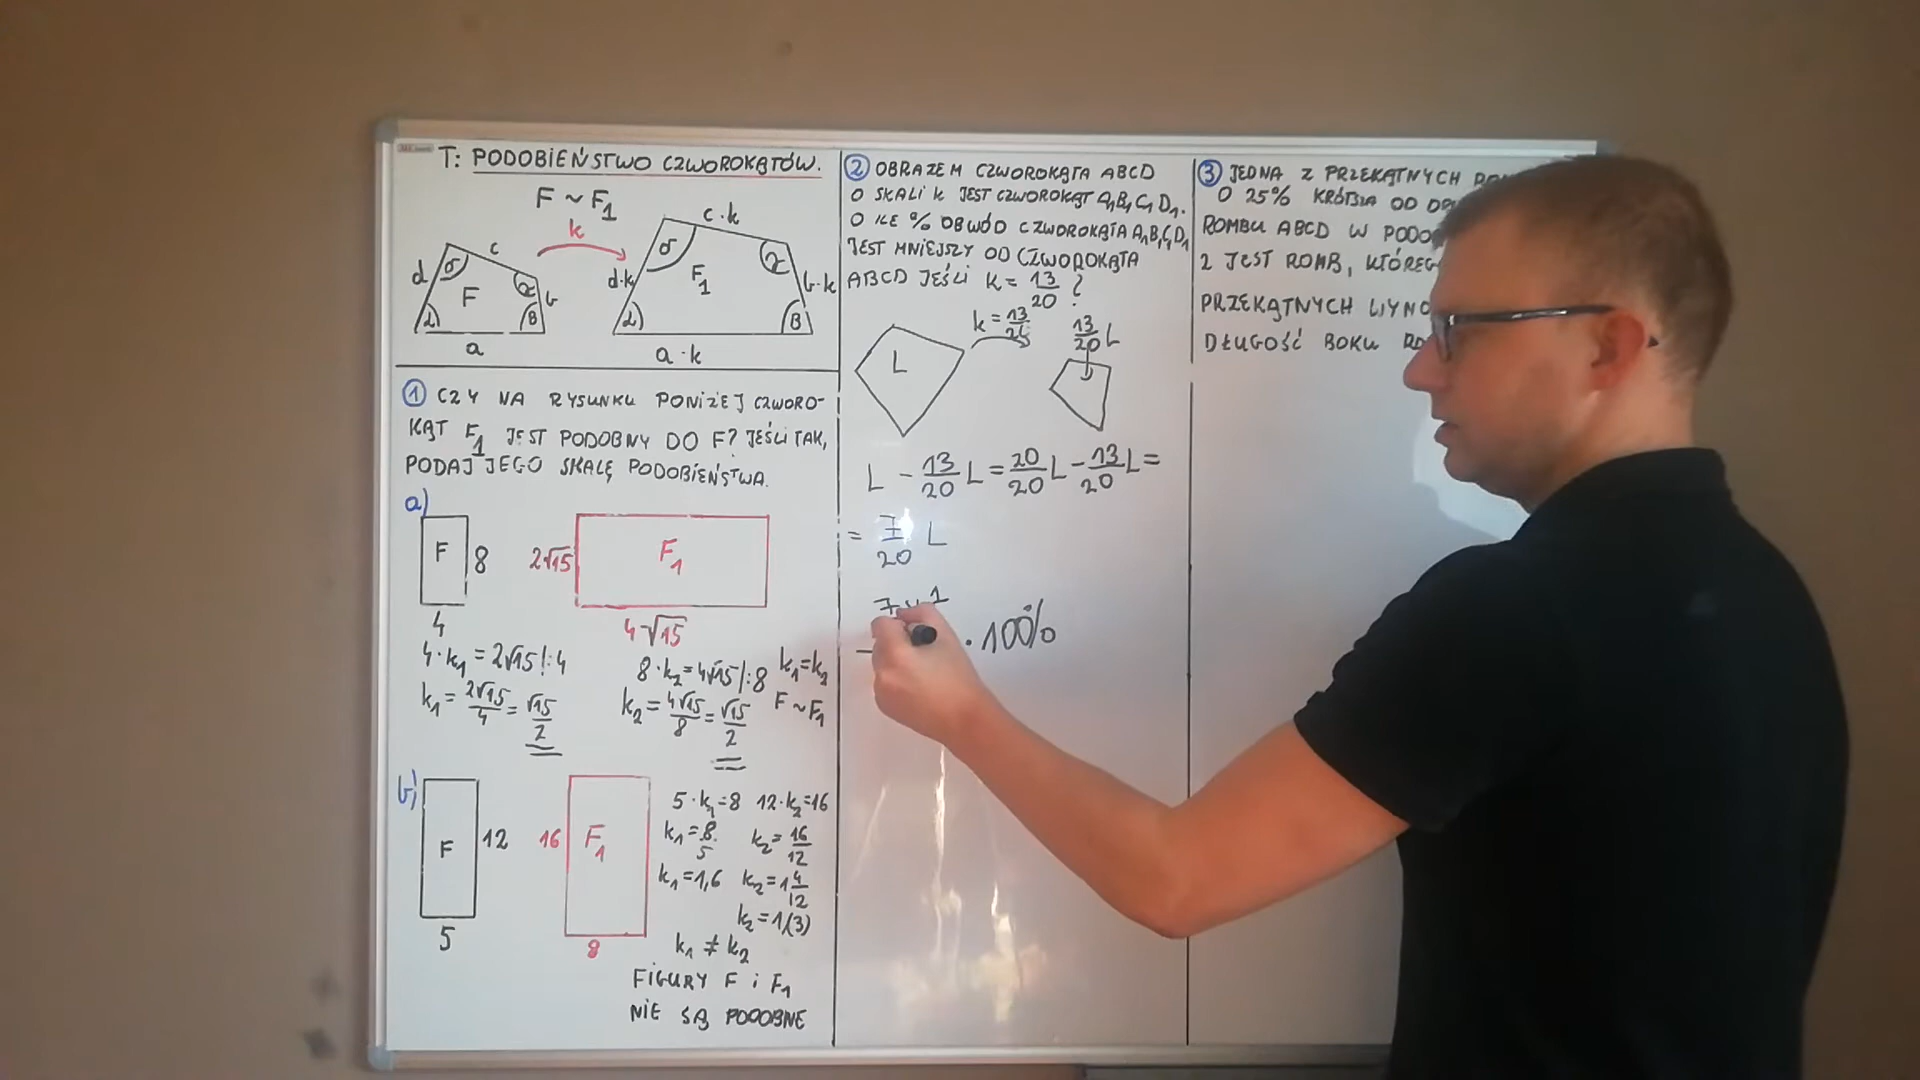 T: PODOBIEŃSTWO CZWOROKĄTÓW.
F ~ F₁
k
d
σ
c
F
b
a
d·k
σ
c·k
F₁
b·k
a·k
① CZY NA RYSUNKU PONIŻEJ CZWORO-
KĄT F₁ JEST PODOBNY DO F? JEŚLI TAK,
PODAJ JEGO SKALĘ PODOBIEŃSTWA.
a)
F
8
4
2√15
F₁
4√15
4·k₁=2√15/:4
k₁=2√15/4=√15/2
8·k₂=4√15/:8
k₂=4√15/8=√15/2
k₁=k₂
F~F₁
b)
F
12
5
16
F₁
8
5·k₁=8
k₁=8/5
k₁=1,6
12·k₂=16
k₂=16/12
k₂=1 4/12
k₂=1,(3)
k₁≠k₂
FIGURY F i F₁
NIE SĄ PODOBNE
② OBRAZEM CZWOROKĄTA ABCD
O SKALI K JEST CZWOROKĄT A₁B₁C₁D₁.
O ILE % OBWÓD CZWOROKĄTA A₁B₁C₁D₁
JEST MNIEJSZY OD CZWOROKĄTA
ABCD JEŚLI K=13/20?
L
k=13/20
13/20 L
L-13/20 L=20/20 L-13/20 L=
=7/20 L
·100%
③ JEDNA Z PRZEKĄTNYCH
O 25% KRÓTSZA OD
ROMBU ABCD W
2 JEST ROMB,
PRZEKĄTNYCH
DŁUGOŚĆ BOKU